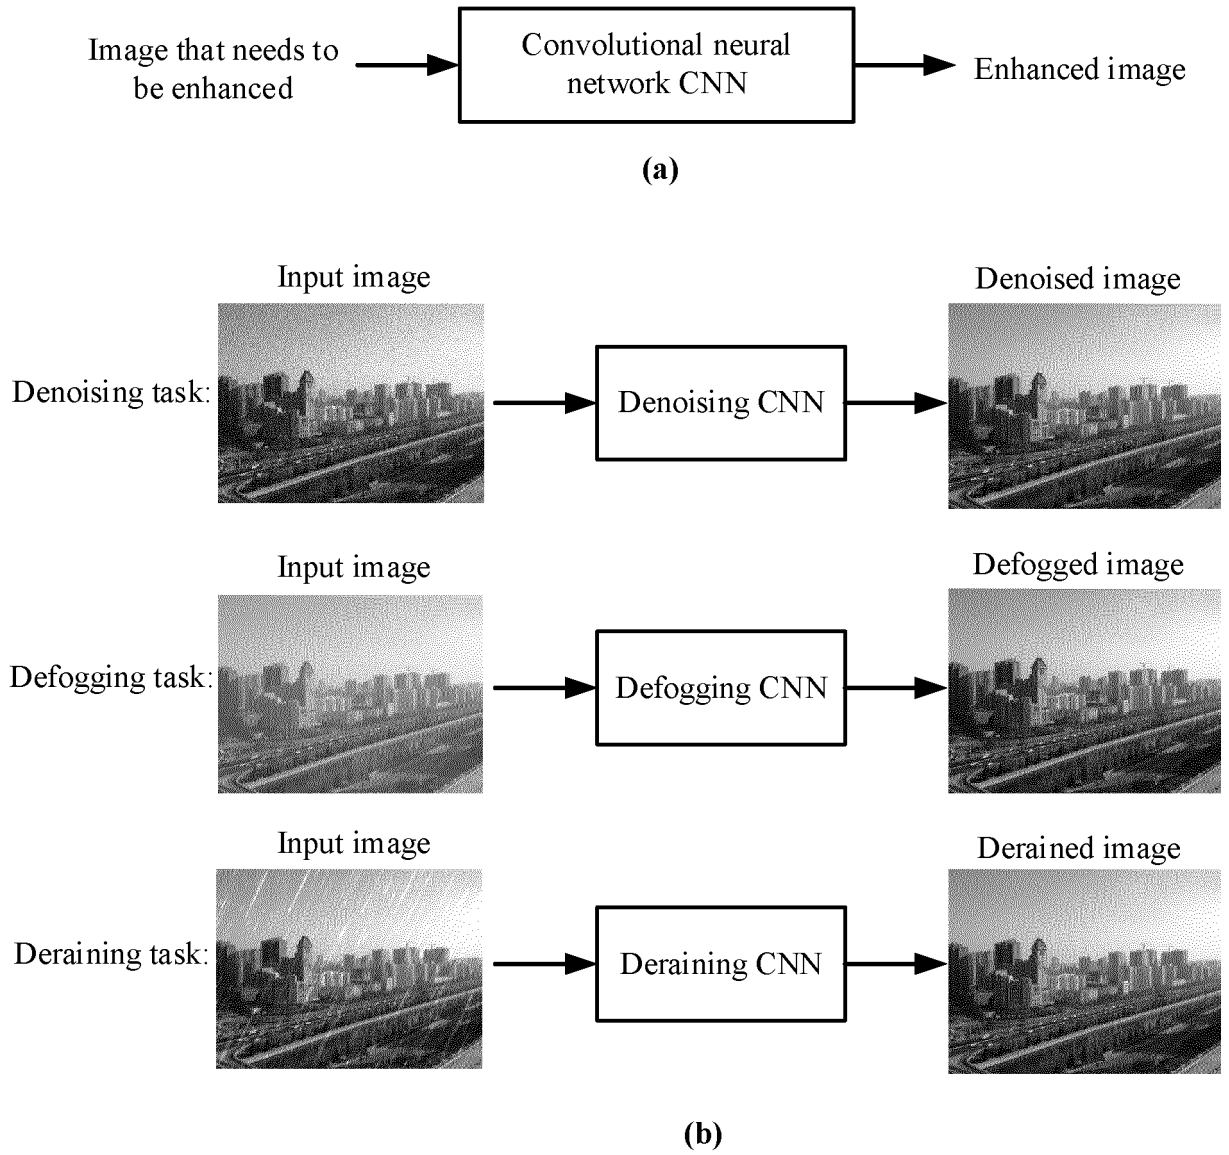 Image that needs to
be enhanced
Convolutional neural
network CNN
Enhanced image
(a)
Input image
Denoised image
Denoising task:
Denoising CNN
Input image
Defogged image
Defogging task:
Defogging CNN
Input image
Derained image
Deraining task:
Deraining CNN
(b)